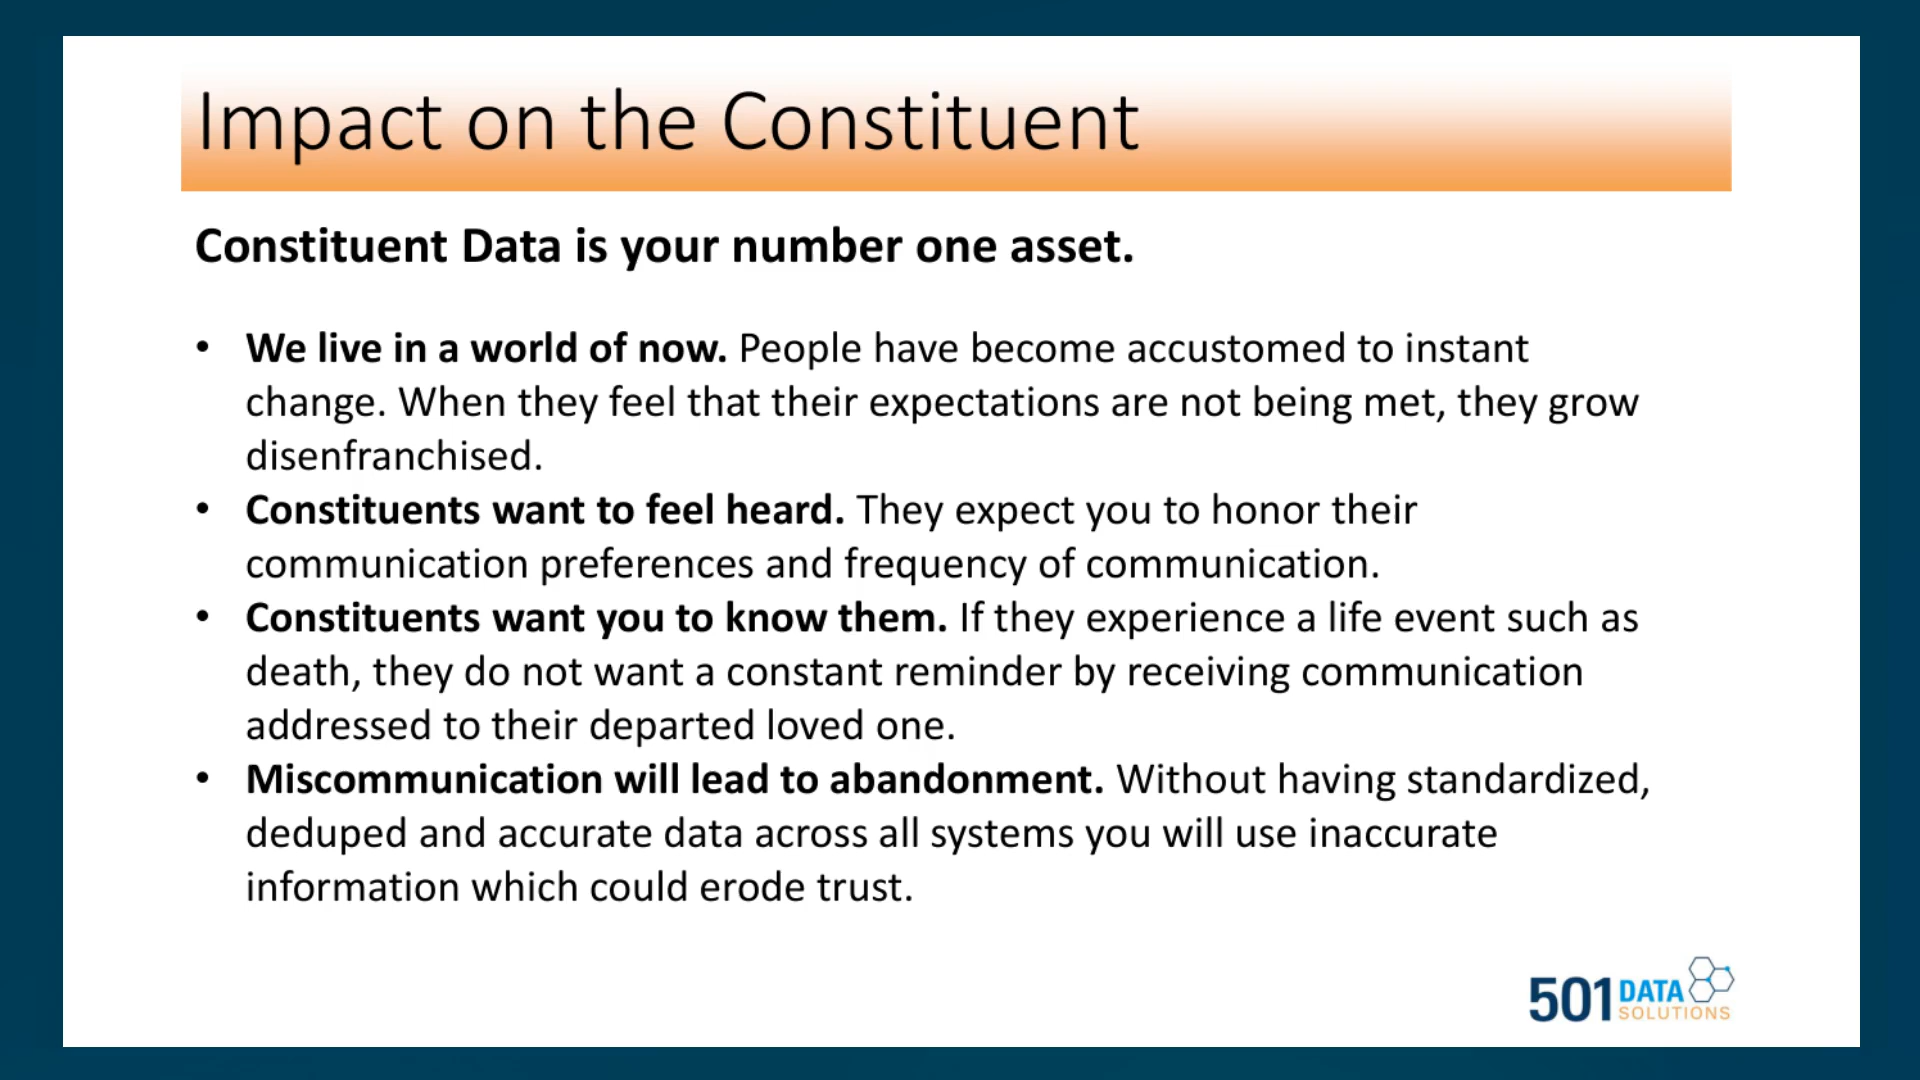 Impact on the Constituent
Constituent Data is your number one asset.
• We live in a world of now. People have become accustomed to instant
change. When they feel that their expectations are not being met, they grow
disenfranchised.
• Constituents want to feel heard. They expect you to honor their
communication preferences and frequency of communication.
• Constituents want you to know them. If they experience a life event such as
death, they do not want a constant reminder by receiving communication
addressed to their departed loved one.
• Miscommunication will lead to abandonment. Without having standardized,
deduped and accurate data across all systems you will use inaccurate
information which could erode trust.
501 DATA
SOLUTIONS